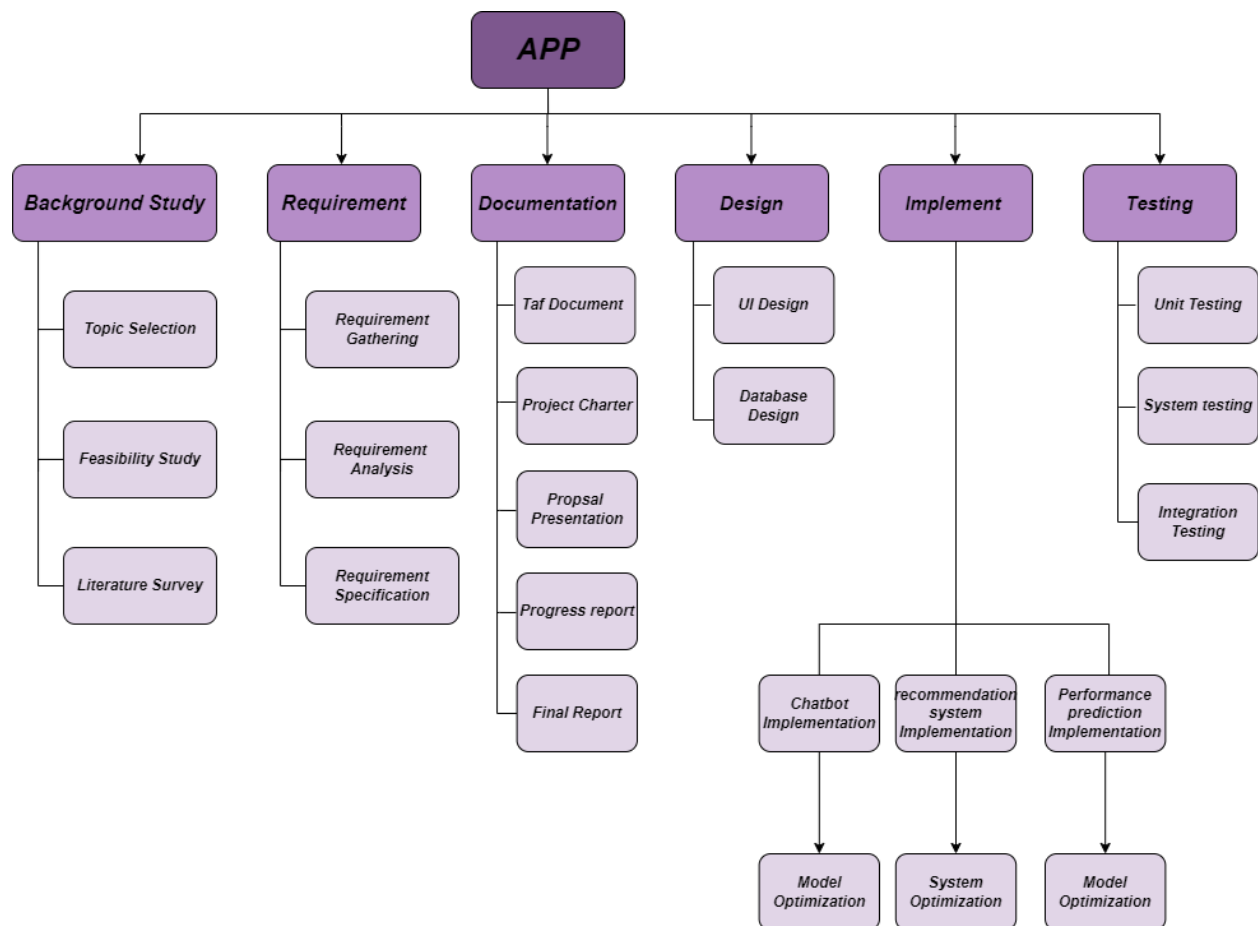 APP
Background Study
Requirement
Documentation
Design
Implement
Testing
Topic Selection
Feasibility Study
Literature Survey
Requirement
Gathering
Requirement
Analysis
Requirement
Specification
Taf Document
Project Charter
Propsal
Presentation
Progress report
Final Report
UI Design
Database
Design
Chatbot
Implementation
recommendation
system
Implementation
Performance
prediction
Implementation
Model
Optimization
System
Optimization
Model
Optimization
Unit Testing
System testing
Integration
Testing